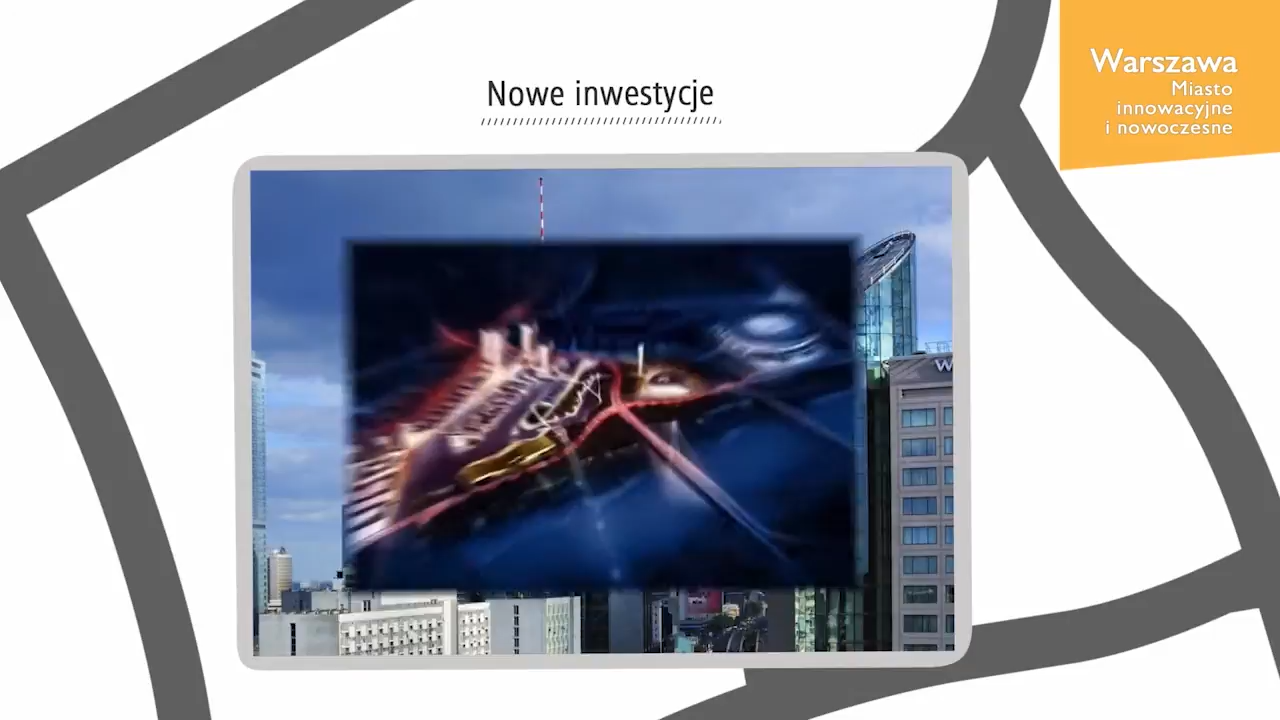 Nowe inwestycje
Warszawa
Miasto
innowacyjne
i nowoczesne
W